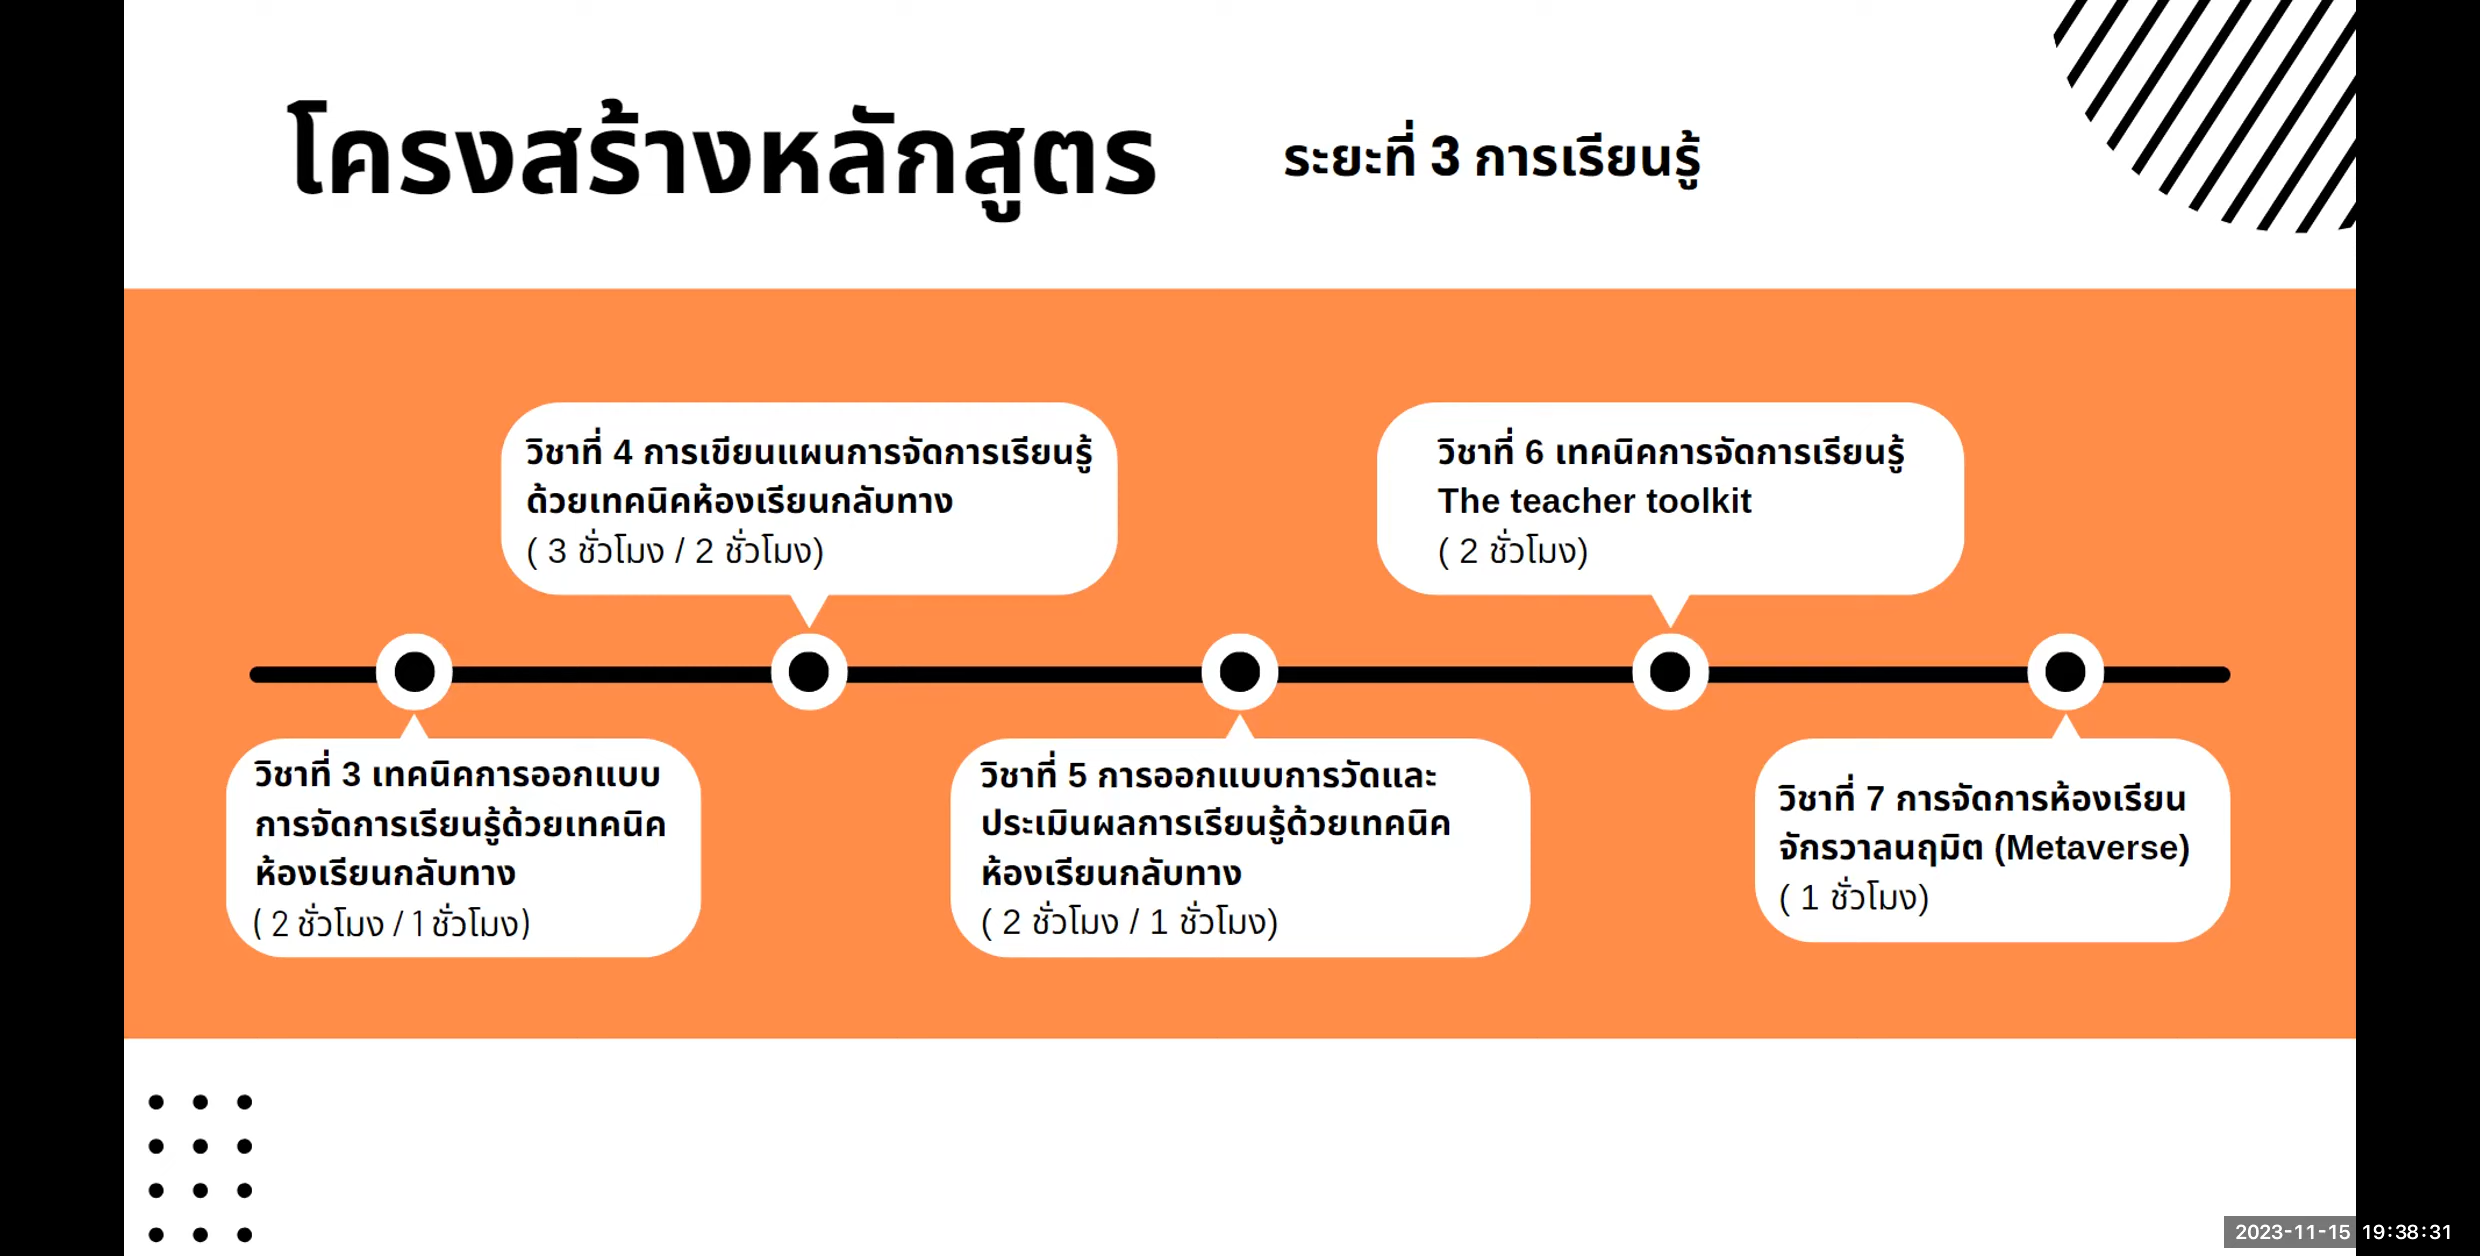 โครงสร้างหลักสูตร
ระยะที่ 3 การเรียนรู้
วิชาที่ 4 การเขียนแผนการจัดการเรียนรู้
ด้วยเทคนิคห้องเรียนกลับทาง
( 3 ชั่วโมง / 2 ชั่วโมง)
วิชาที่ 6 เทคนิคการจัดการเรียนรู้
The teacher toolkit
( 2 ชั่วโมง)
วิชาที่ 3 เทคนิคการออกแบบ
การจัดการเรียนรู้ด้วยเทคนิค
ห้องเรียนกลับทาง
( 2 ชั่วโมง / 1 ชั่วโมง)
วิชาที่ 5 การออกแบบการวัดและ
ประเมินผลการเรียนรู้ด้วยเทคนิค
ห้องเรียนกลับทาง
( 2 ชั่วโมง / 1 ชั่วโมง)
วิชาที่ 7 การจัดการห้องเรียน
จักรวาลนฤมิต (Metaverse)
( 1 ชั่วโมง)
2023-11-15 19:38:31